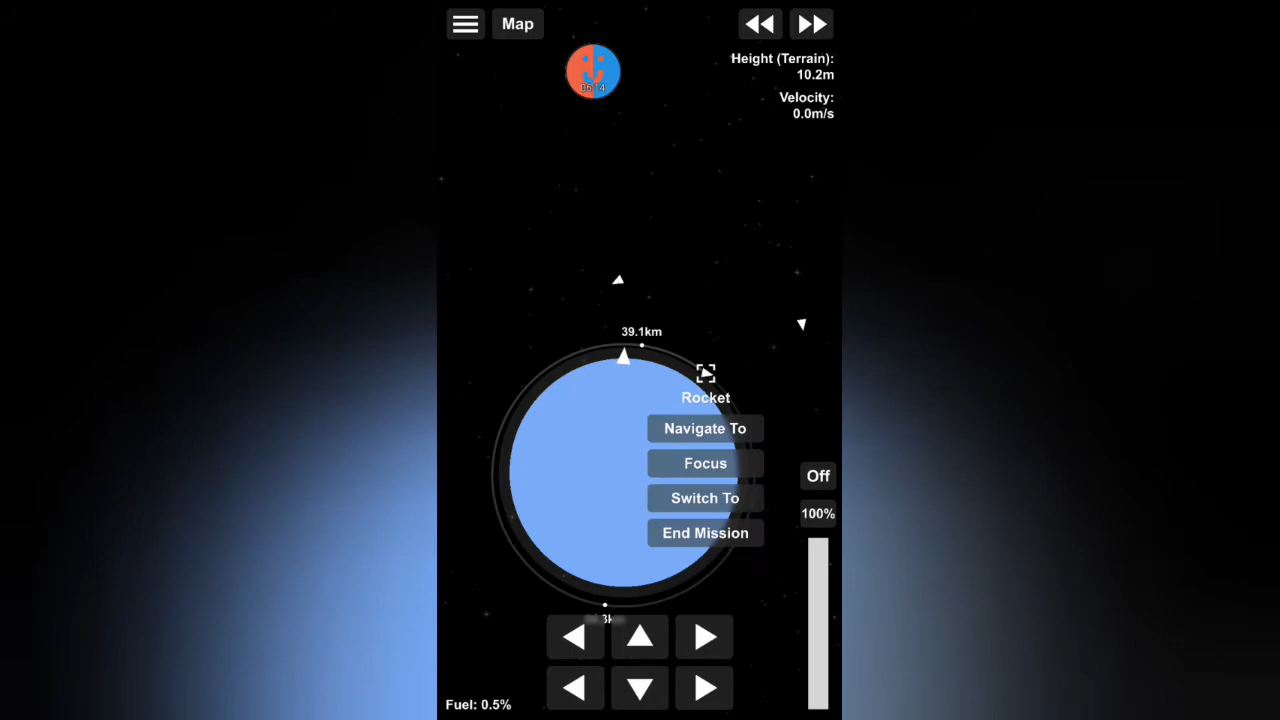 Map
0614
Height (Terrain):
10.2m
Velocity:
0.0m/s
39.1km
Rocket
Navigate To
Focus
Switch To
End Mission
Off
100%
Fuel: 0.5%